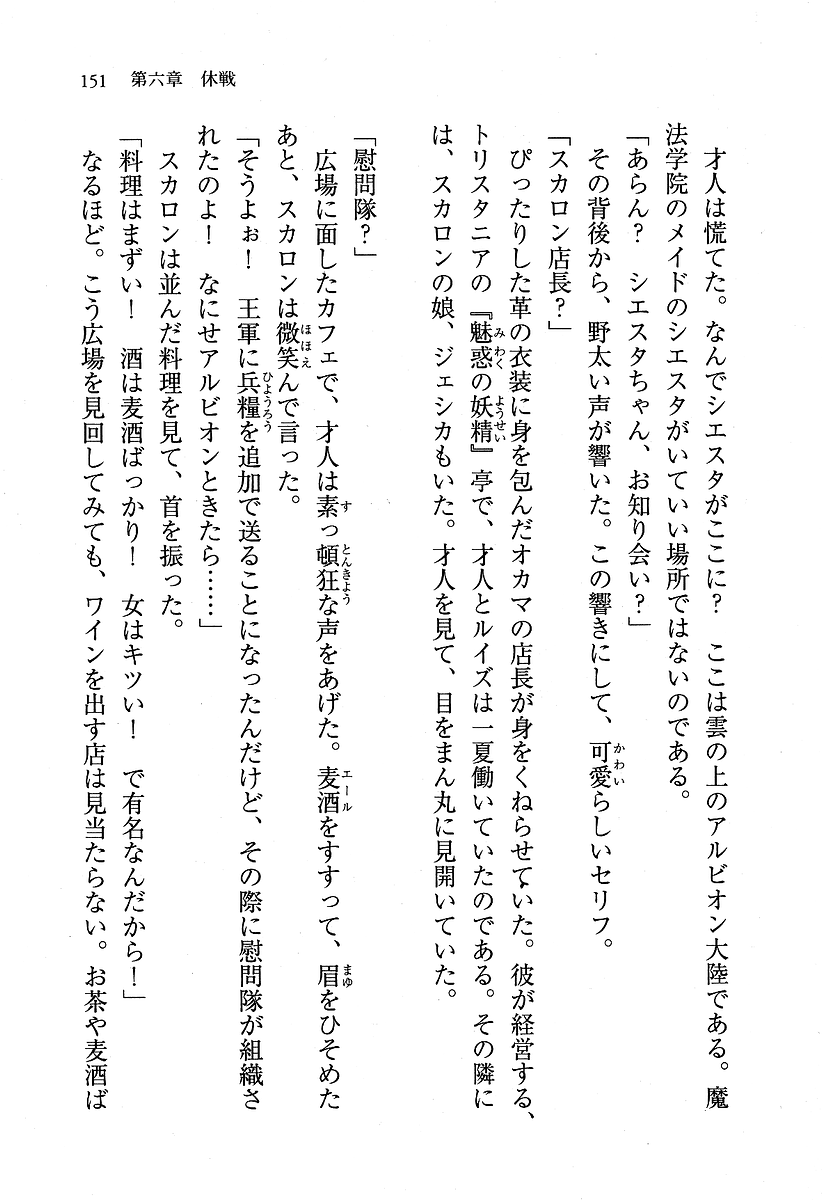 151　第六章　休戦
　才人は慌てた。なんでシエスタがここに？　ここは雲の上のアルビオン大陸である。魔
法学院のメイドのシエスタがいていい場所ではないのである。
「あらん？　シエスタちゃん、お知り会い？」
　その背後から、野太い声が響いた。この響きにして、可愛らしいセリフ。
「スカロン店長？」
　ぴったりした革の衣装に身を包んだオカマの店長が身をくねらせていた。彼が経営する、
トリスタニアの『魅惑の妖精』亭で、才人とルイズは一夏働いていたのである。その隣に
は、スカロンの娘、ジェシカもいた。才人を見て、目をまん丸に見開いていた。
「慰問隊？」
　広場に面したカフェで、才人は素っ頓狂な声をあげた。麦酒をすすって、眉をひそめた
あと、スカロンは微笑んで言った。
「そうよぉ！　王軍に兵糧を追加で送ることになったんだけど、その際に慰問隊が組織さ
れたのよ！　なにせアルビオンときたら……」
　スカロンは並んだ料理を見て、首を振った。
「料理はまずい！　酒は麦酒ばっかり！　女はキツい！　で有名なんだから！」
　なるほど。こう広場を見回してみても、ワインを出す店は見当たらない。お茶や麦酒ば